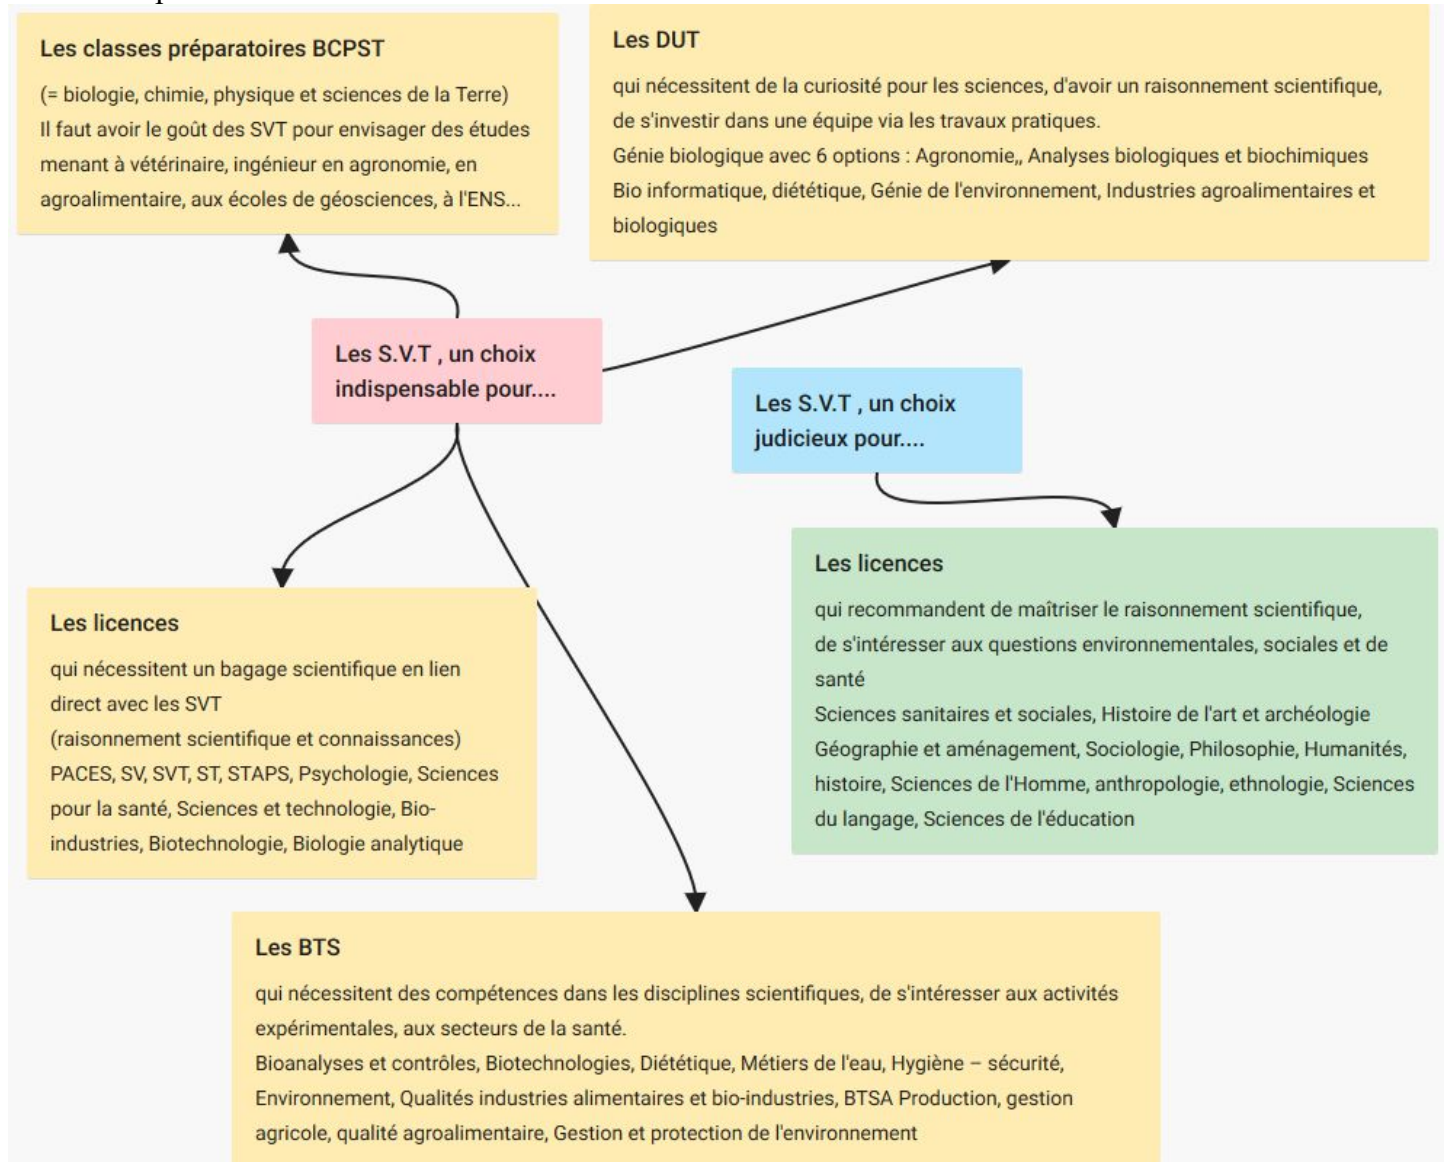 Les classes préparatoires BCPST
(= biologie, chimie, physique et sciences de la Terre)
Il faut avoir le goût des SVT pour envisager des études
menant à vétérinaire, ingénieur en agronomie, en
agroalimentaire, aux écoles de géosciences, à l'ENS...
Les DUT
qui nécessitent de la curiosité pour les sciences, d'avoir un raisonnement scientifique,
de s'investir dans une équipe via les travaux pratiques.
Génie biologique avec 6 options : Agronomie,, Analyses biologiques et biochimiques
Bio informatique, diététique, Génie de l'environnement, Industries agroalimentaires et
biologiques
Les S.V.T , un choix
indispensable pour....
Les S.V.T , un choix
judicieux pour....
Les licences
qui nécessitent un bagage scientifique en lien
direct avec les SVT
(raisonnement scientifique et connaissances)
PACES, SV, SVT, ST, STAPS, Psychologie, Sciences
pour la santé, Sciences et technologie, Bio-
industries, Biotechnologie, Biologie analytique
Les licences
qui recommandent de maîtriser le raisonnement scientifique,
de s'intéresser aux questions environnementales, sociales et de
santé
Sciences sanitaires et sociales, Histoire de l'art et archéologie
Géographie et aménagement, Sociologie, Philosophie, Humanités,
histoire, Sciences de l'Homme, anthropologie, ethnologie, Sciences
du langage, Sciences de l'éducation
Les BTS
qui nécessitent des compétences dans les disciplines scientifiques, de s'intéresser aux activités
expérimentales, aux secteurs de la santé.
Bioanalyses et contrôles, Biotechnologies, Diététique, Métiers de l'eau, Hygiène – sécurité,
Environnement, Qualités industries alimentaires et bio-industries, BTSA Production, gestion
agricole, qualité agroalimentaire, Gestion et protection de l'environnement